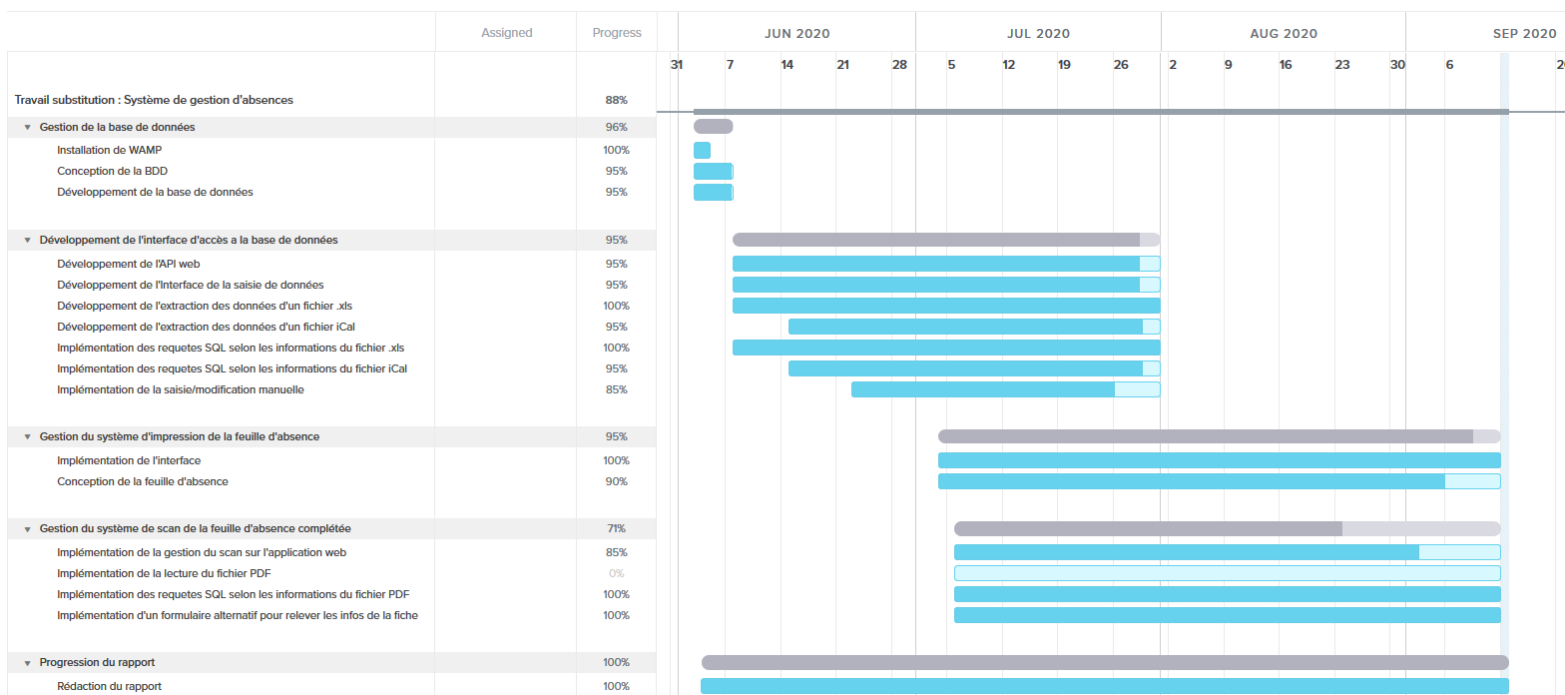 Assigned Progress JUN 2020 JUL 2020 AUG 2020 SEP 2020
31 7 14 21 28 5 12 19 26 2 9 16 23 30 6
Travail substitution : Système de gestion d'absences 88%
Gestion de la base de données 96%
Installation de WAMP 100%
Conception de la BDD 95%
Développement de la base de données 95%
Développement de l'interface d'accès a la base de données 95%
Développement de l'API web 95%
Développement de l'Interface de la saisie de données 95%
Développement de l'extraction des données d'un fichier .xls 100%
Développement de l'extraction des données d'un fichier iCal 95%
Implémentation des requetes SQL selon les informations du fichier .xls 100%
Implémentation des requetes SQL selon les informations du fichier iCal 95%
Implémentation de la saisie/modification manuelle 85%
Gestion du système d'impression de la feuille d'absence 95%
Implémentation de l'interface 100%
Conception de la feuille d'absence 90%
Gestion du système de scan de la feuille d'absence complétée 71%
Implémentation de la gestion du scan sur l'application web 85%
Implémentation de la lecture du fichier PDF 0%
Implémentation des requetes SQL selon les informations du fichier PDF 100%
Implémentation d'un formulaire alternatif pour relever les infos de la fiche 100%
Progression du rapport 100%
Rédaction du rapport 100%